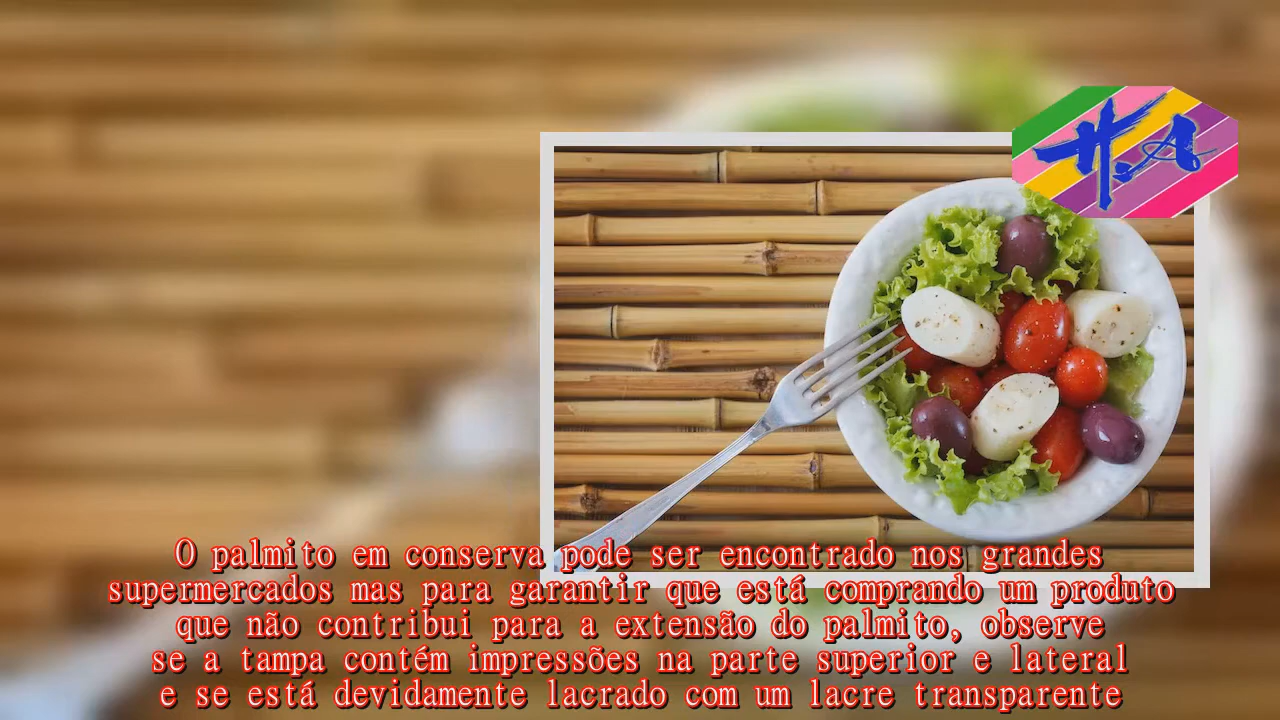 H.A
O palmito em conserva pode ser encontrado nos grandes
supermercados mas para garantir que está comprando um produto
que não contribui para a extensão do palmito, observe
se a tampa contém impressões na parte superior e lateral
e se está devidamente lacrado com um lacre transparente